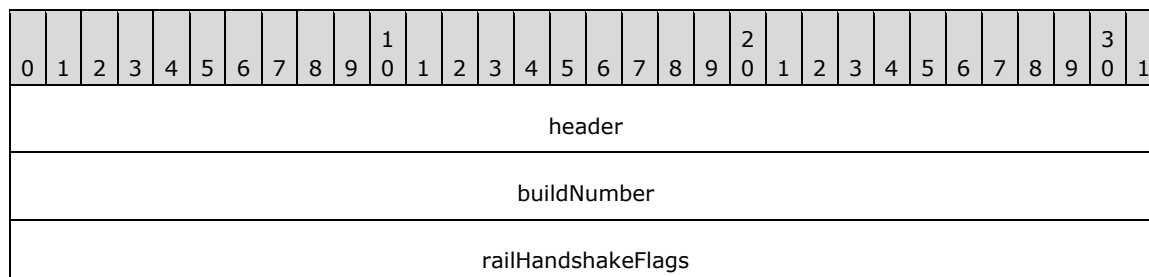 1 2 3
0 1 2 3 4 5 6 7 8 9 0 1 2 3 4 5 6 7 8 9 0 1 2 3 4 5 6 7 8 9 0 1
header
buildNumber
railHandshakeFlags